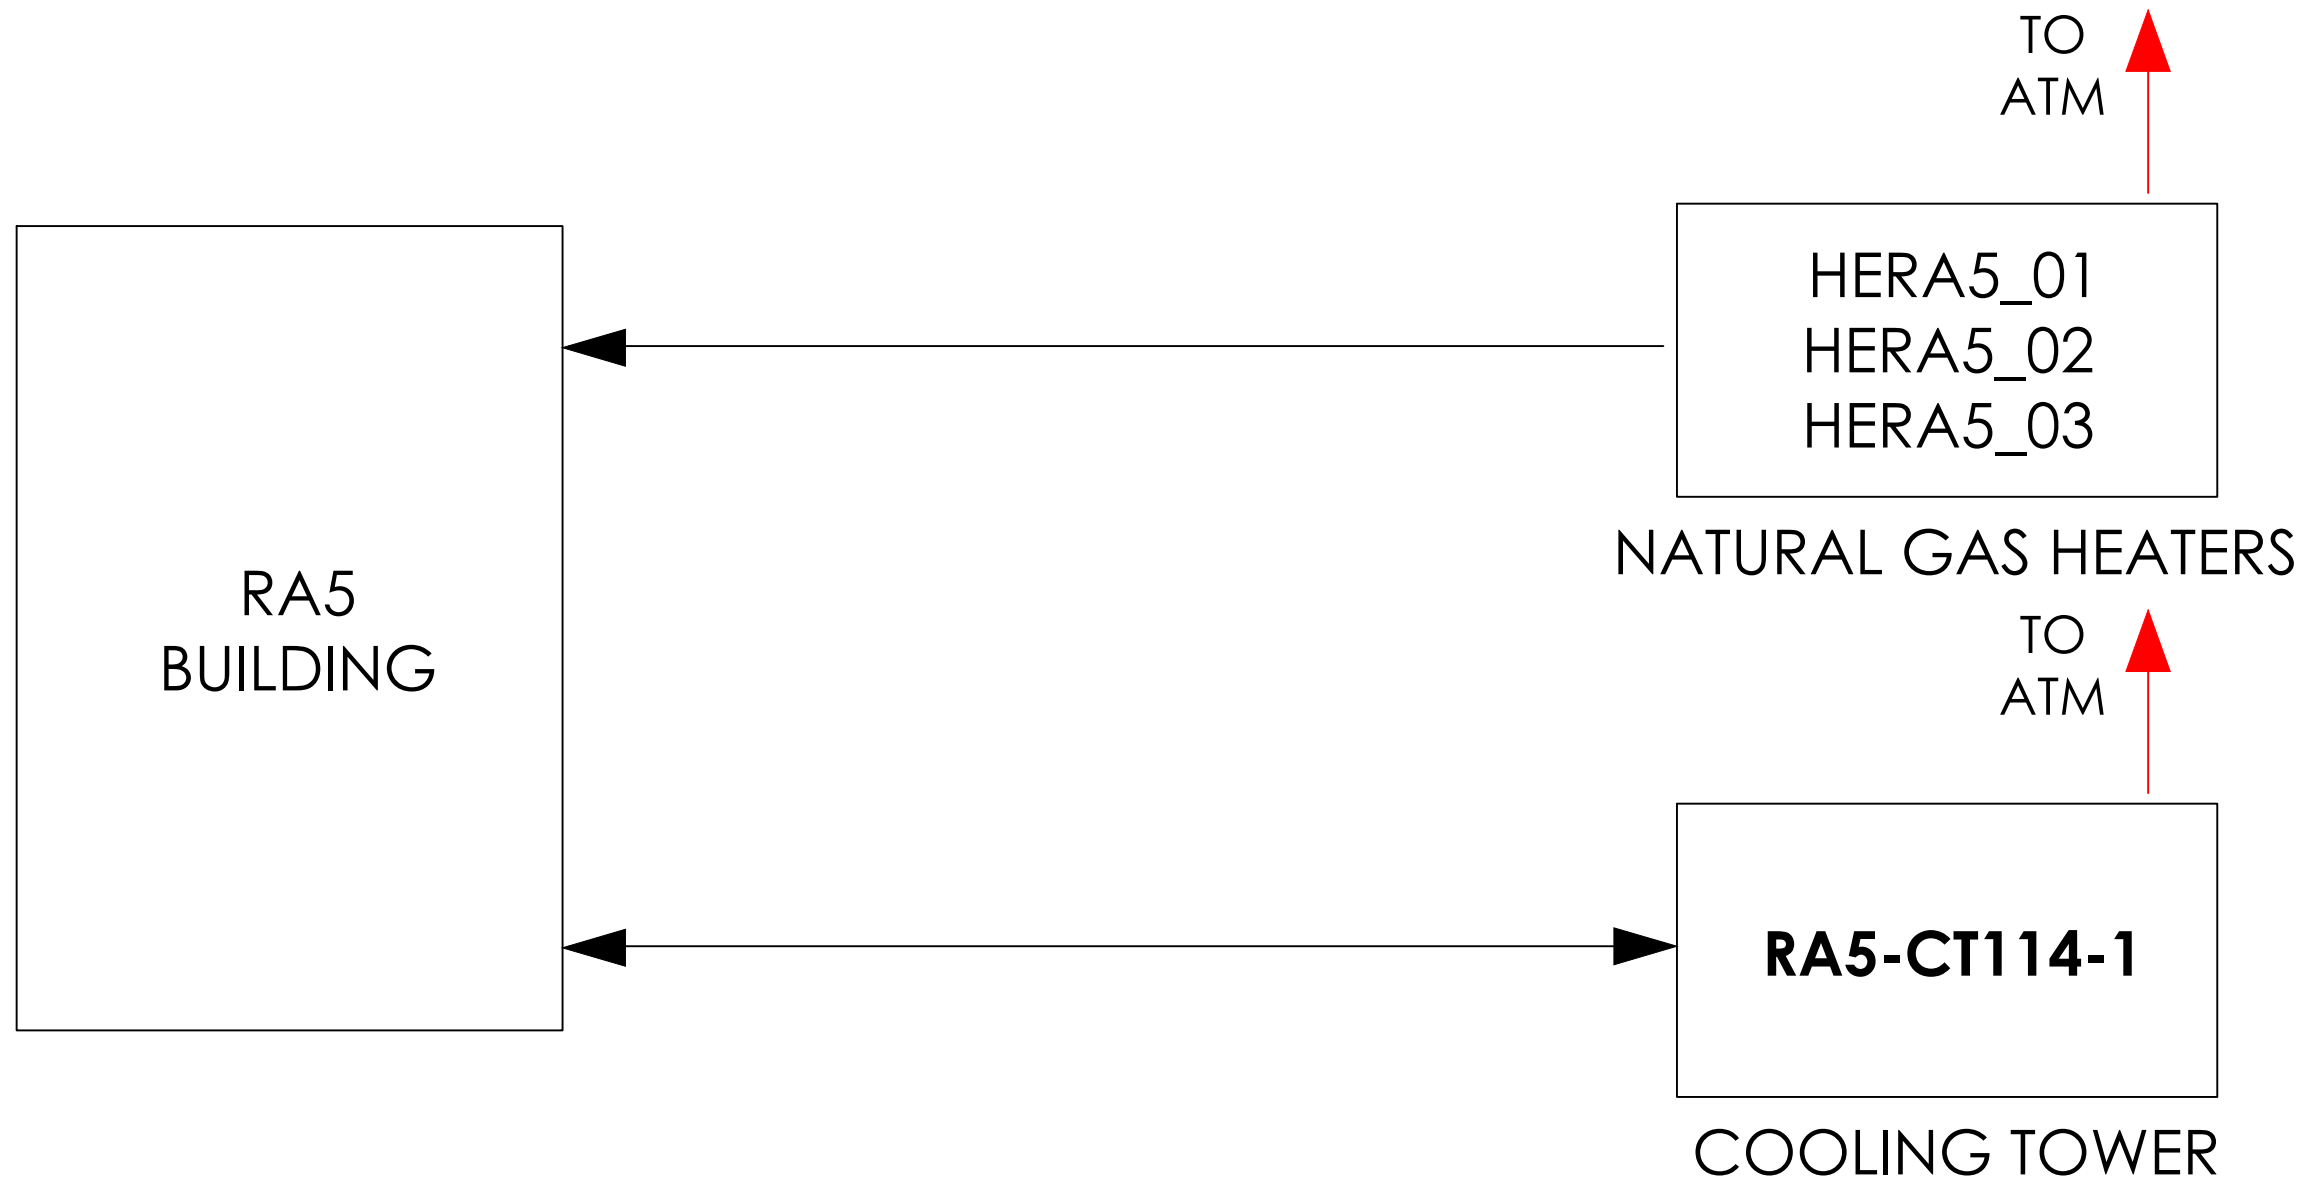 TO
ATM
HERA5_01
HERA5_02
HERA5_03
NATURAL GAS HEATERS
RA5
BUILDING
TO
ATM
RA5-CT114-1
COOLING TOWER